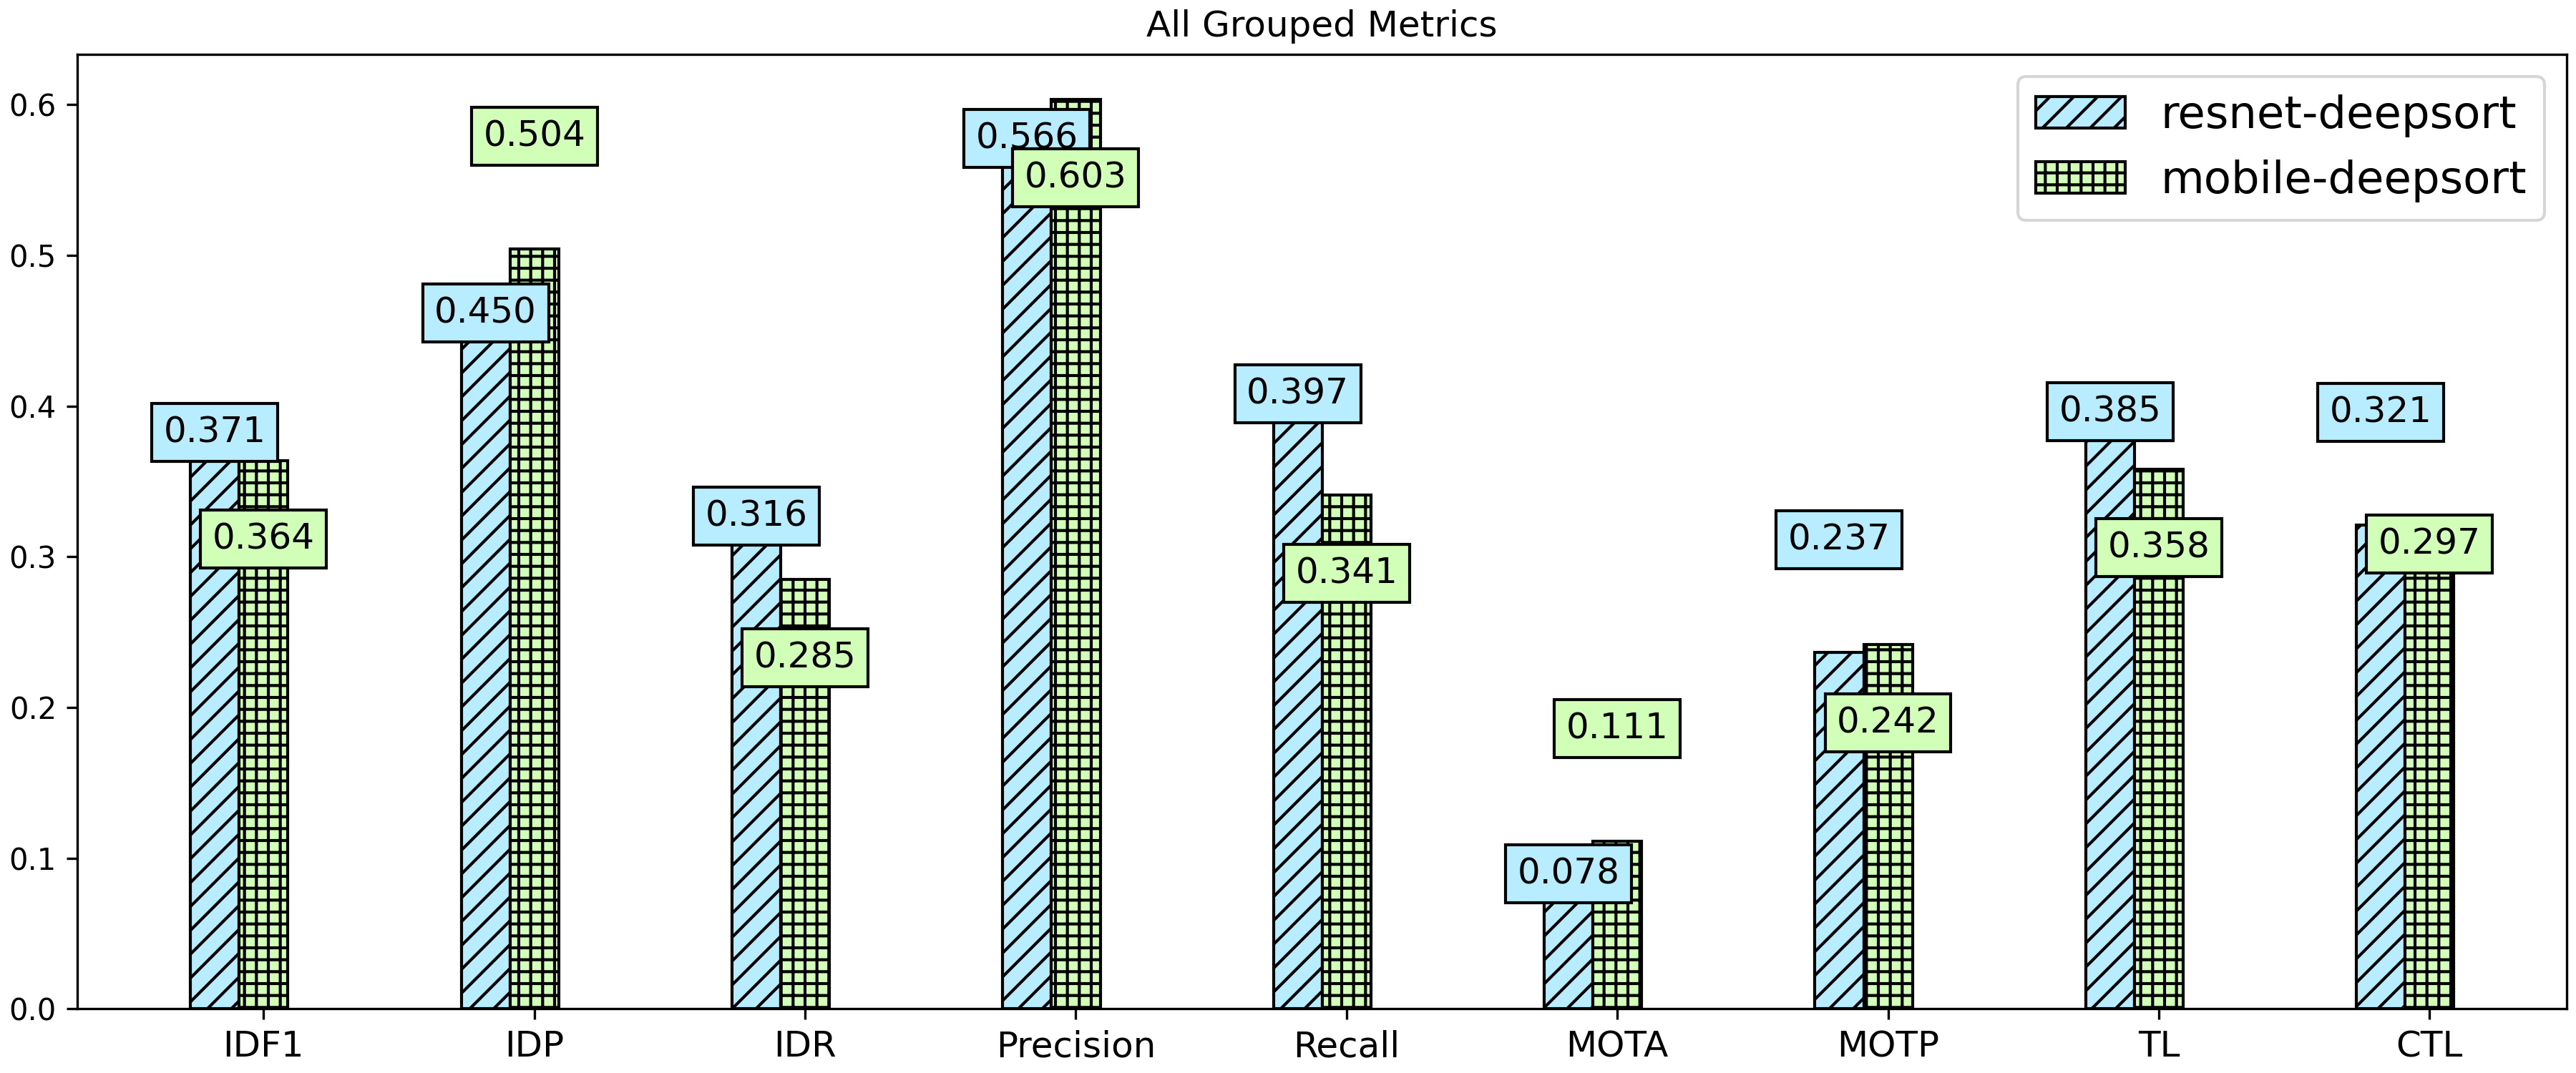 All Grouped Metrics
0.6
0.5
0.4
0.3
0.2
0.1
0.0
resnet-deepsort
mobile-deepsort
0.371
0.364
0.450
0.504
0.316
0.285
0.566
0.603
0.397
0.341
0.078
0.111
0.237
0.242
0.385
0.358
0.321
0.297
IDF1
IDP
IDR
Precision
Recall
MOTA
MOTP
TL
CTL